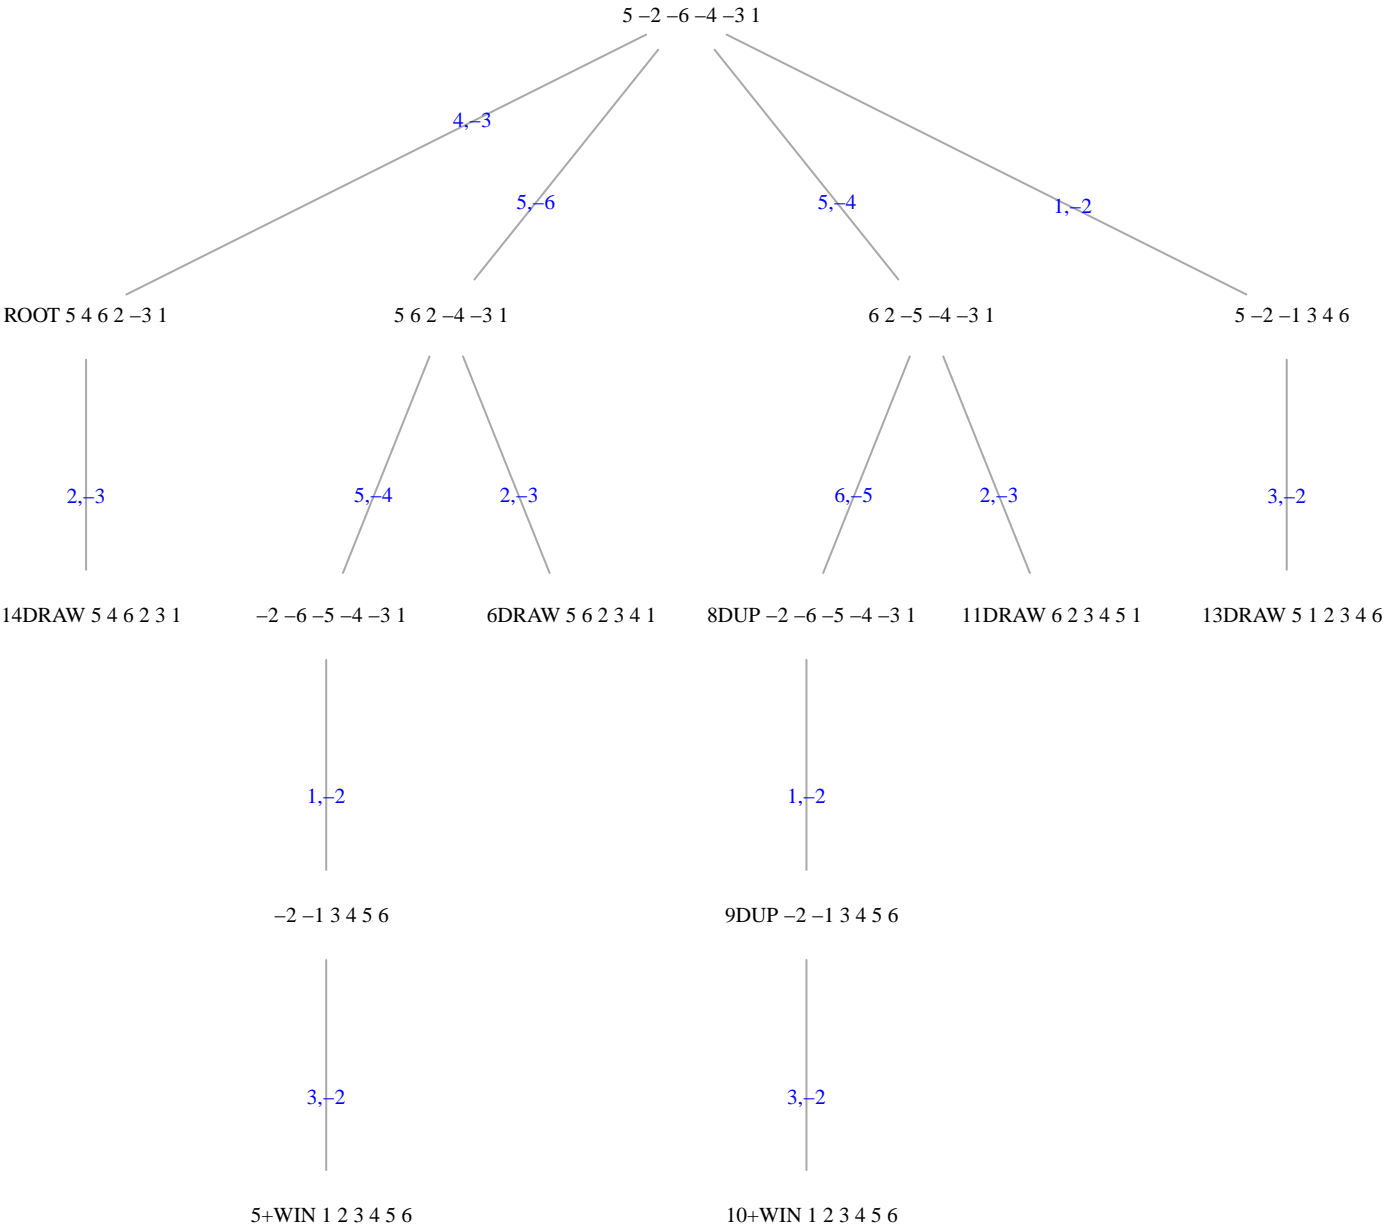 5 –2 –6 –4 –3 1
4,–3
5,–6
5,–4
1,–2
ROOT 5 4 6 2 –3 1
5 6 2 –4 –3 1
6 2 –5 –4 –3 1
5 –2 –1 3 4 6
2,–3
5,–4
2,–3
6,–5
2,–3
3,–2
14DRAW 5 4 6 2 3 1
–2 –6 –5 –4 –3 1
6DRAW 5 6 2 3 4 1
8DUP –2 –6 –5 –4 –3 1
11DRAW 6 2 3 4 5 1
13DRAW 5 1 2 3 4 6
1,–2
1,–2
–2 –1 3 4 5 6
9DUP –2 –1 3 4 5 6
3,–2
3,–2
5+WIN 1 2 3 4 5 6
10+WIN 1 2 3 4 5 6